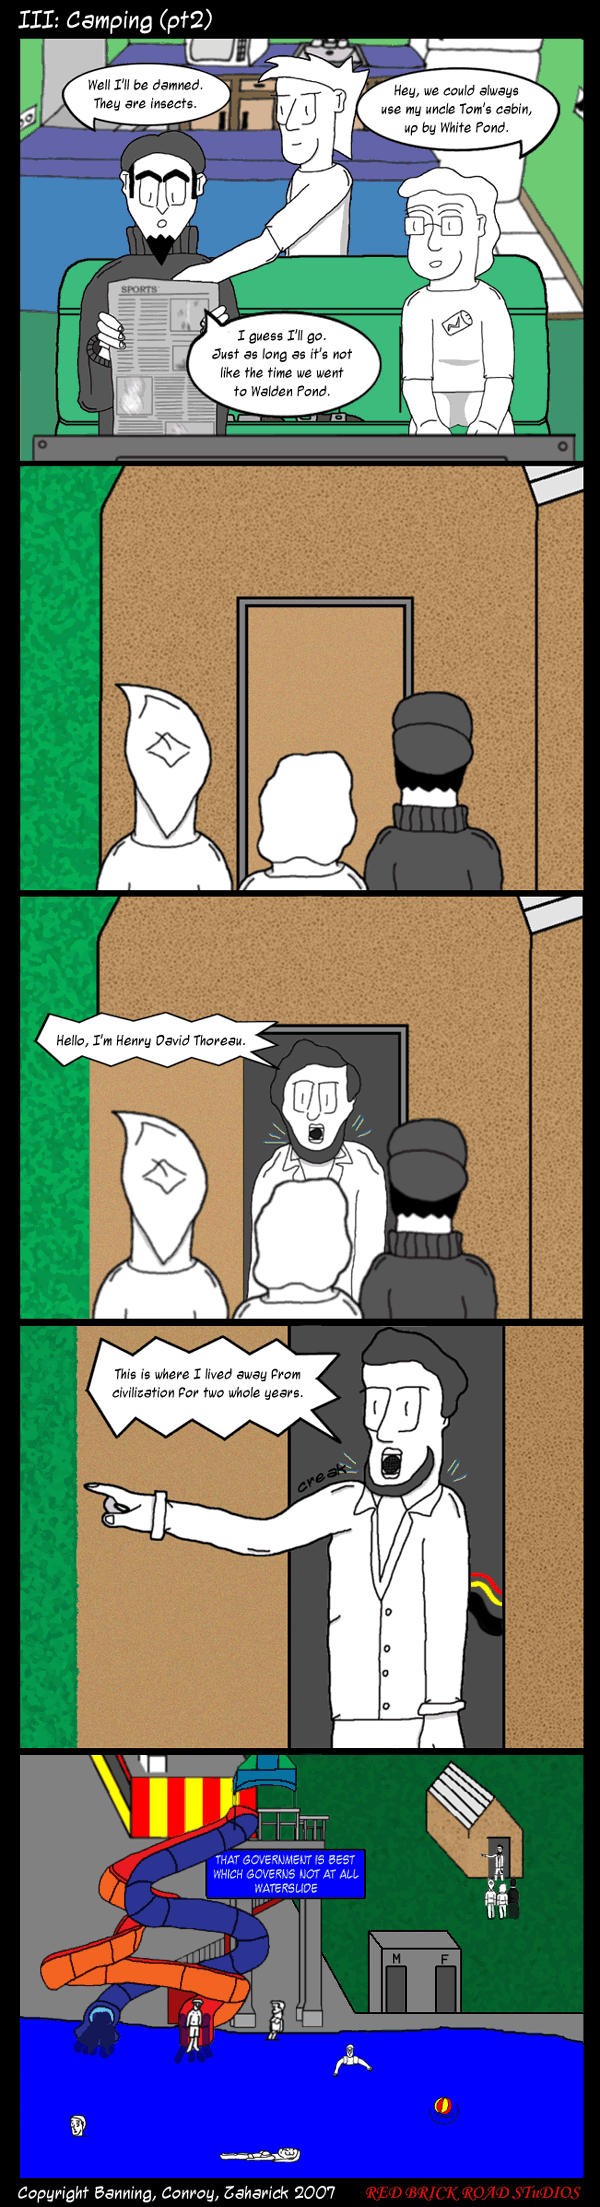 III: Camping (pt2)
Well I'll be damned.
They are insects.
Hey, we could always
use my uncle Tom's cabin,
up by White Pond.
SPORTS
I guess I'll go.
Just as long as it's not
like the time we went
to Walden Pond.
Hello, I'm Henry David Thoreau.
This is where I lived away from
civilization for two whole years.
creak
THAT GOVERNMENT IS BEST
WHICH GOVERNS NOT AT ALL
WATERSLIDE
M F
Copyright Banning, Conroy, Zaharick 2007
RED BRICK ROAD STuDIOS